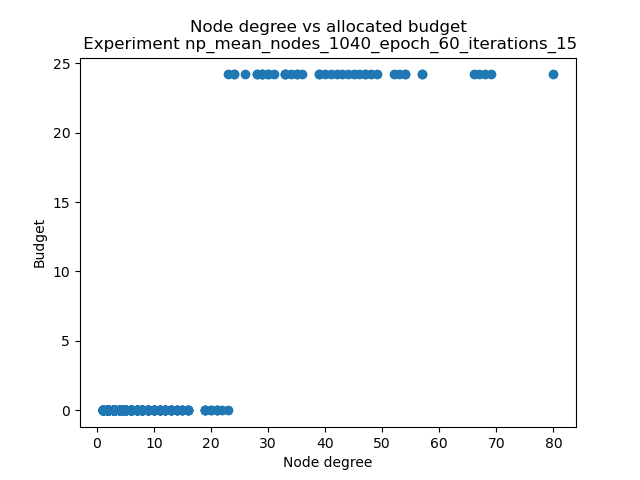 Node degree vs allocated budget
Experiment np_mean_nodes_1040_epoch_60_iterations_15
25
20
15
10
5
0
Budget
0 10 20 30 40 50 60 70 80
Node degree